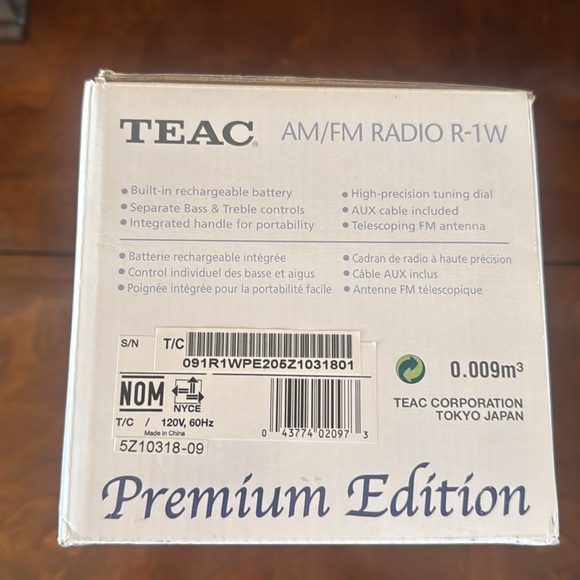 TEAC® AM/FM RADIO R-1W
• Built-in rechargeable battery
• Separate Bass & Treble controls
• Integrated handle for portability
• High-precision tuning dial
• AUX cable included
• Telescoping FM antenna
• Batterie rechargeable intégrée
• Control individuel des basse et aigus
• Poignée intégrée pour la portabilité facile
• Cadran de radio à haute précision
• Câble AUX inclus
• Antenne FM télescopique
S/N T/C
091R1WPE205Z1031801
NOM NYCE
T/C / 120V, 60Hz
Made in China
5Z10318-09
0 43774 02097 3
0.009m³
TEAC CORPORATION
TOKYO JAPAN
Premium Edition